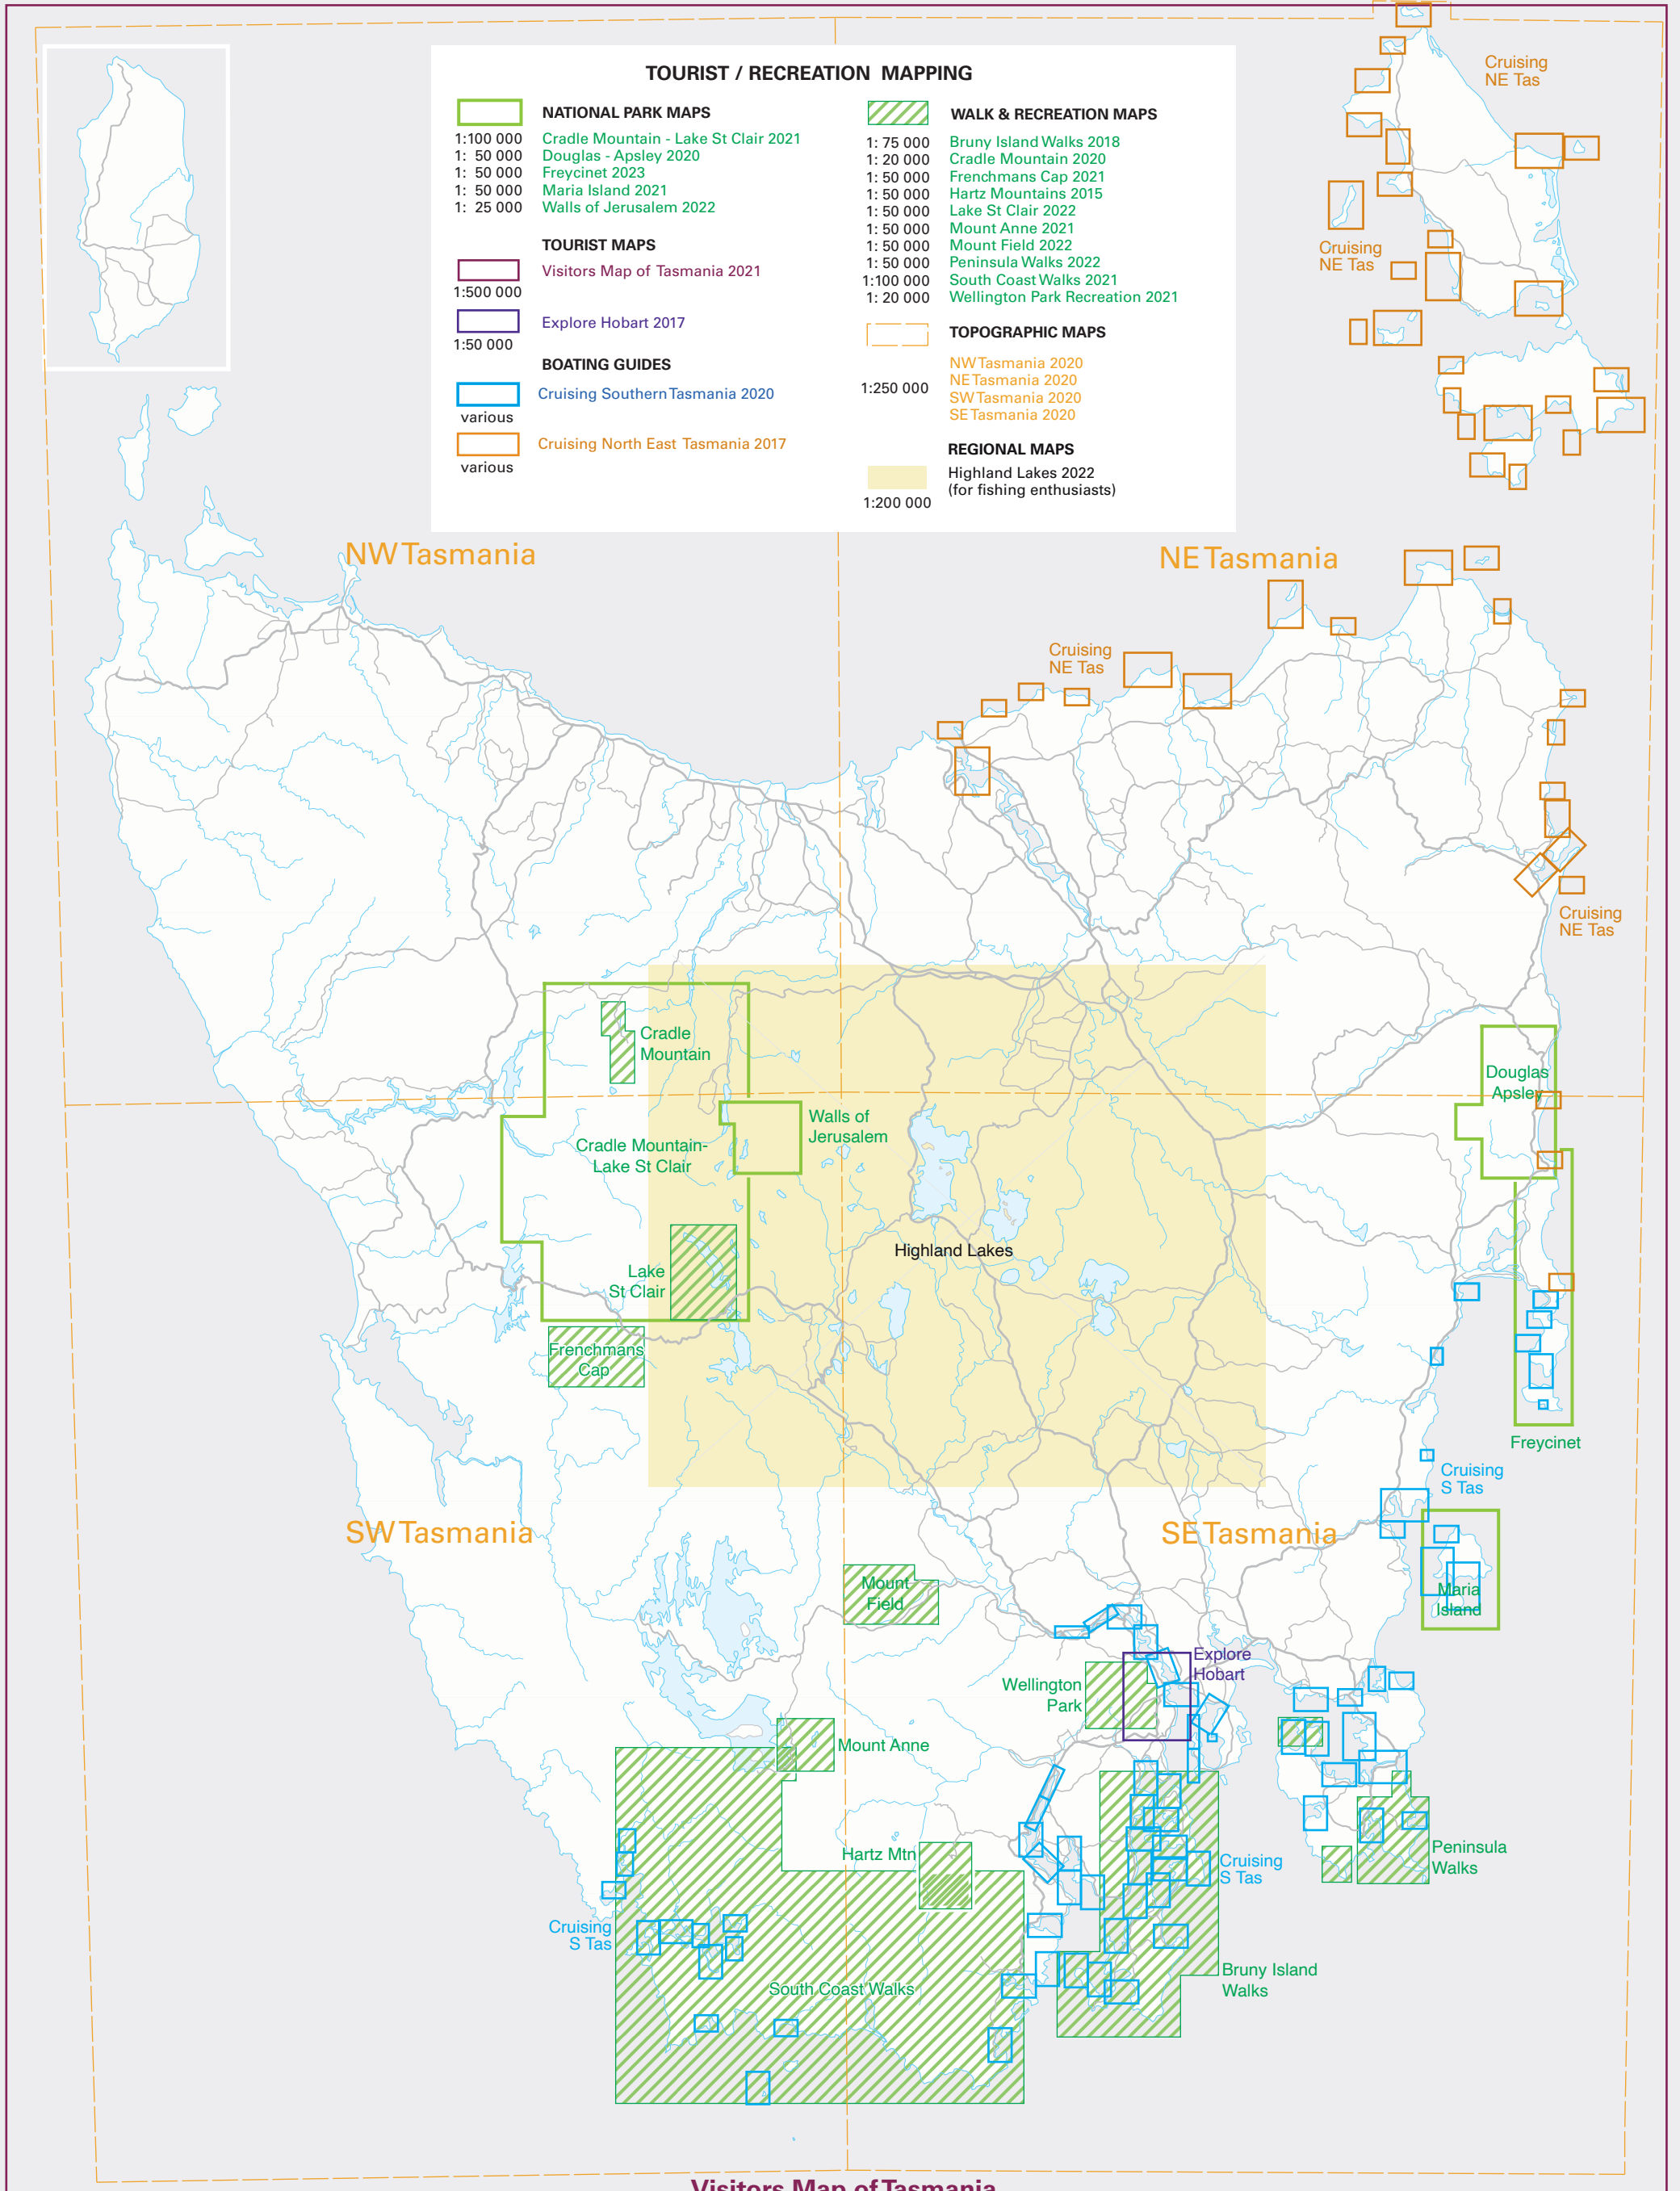 TOURIST / RECREATION MAPPING
NATIONAL PARK MAPS
1:100 000 Cradle Mountain - Lake St Clair 2021
1: 50 000 Douglas - Apsley 2020
1: 50 000 Freycinet 2023
1: 50 000 Maria Island 2021
1: 25 000 Walls of Jerusalem 2022
TOURIST MAPS
Visitors Map of Tasmania 2021
1:500 000
Explore Hobart 2017
1:50 000
BOATING GUIDES
Cruising Southern Tasmania 2020
various
Cruising North East Tasmania 2017
various
WALK & RECREATION MAPS
1: 75 000 Bruny Island Walks 2018
1: 20 000 Cradle Mountain 2020
1: 50 000 Frenchmans Cap 2021
1: 50 000 Hartz Mountains 2015
1: 50 000 Lake St Clair 2022
1: 50 000 Mount Anne 2021
1: 50 000 Mount Field 2022
1: 50 000 Peninsula Walks 2022
1:100 000 South Coast Walks 2021
1: 20 000 Wellington Park Recreation 2021
TOPOGRAPHIC MAPS
NW Tasmania 2020
NE Tasmania 2020
1:250 000
SW Tasmania 2020
SE Tasmania 2020
REGIONAL MAPS
Highland Lakes 2022
(for fishing enthusiasts)
1:200 000
Cruising
NE Tas
Cruising
NE Tas
NW Tasmania
NE Tasmania
Cruising
NE Tas
Cruising
NE Tas
Cradle
Mountain
Douglas
Apsley
Walls of
Jerusalem
Cradle Mountain-
Lake St Clair
Highland Lakes
Lake
St Clair
Frenchmans
Cap
Freycinet
Cruising
S Tas
SW Tasmania
SE Tasmania
Mount
Field
Maria
Island
Explore
Hobart
Wellington
Park
Mount Anne
Hartz Mtn
Peninsula
Walks
Cruising
S Tas
Cruising
S Tas
South Coast Walks
Bruny Island
Walks
Visitors Map of Tasmania